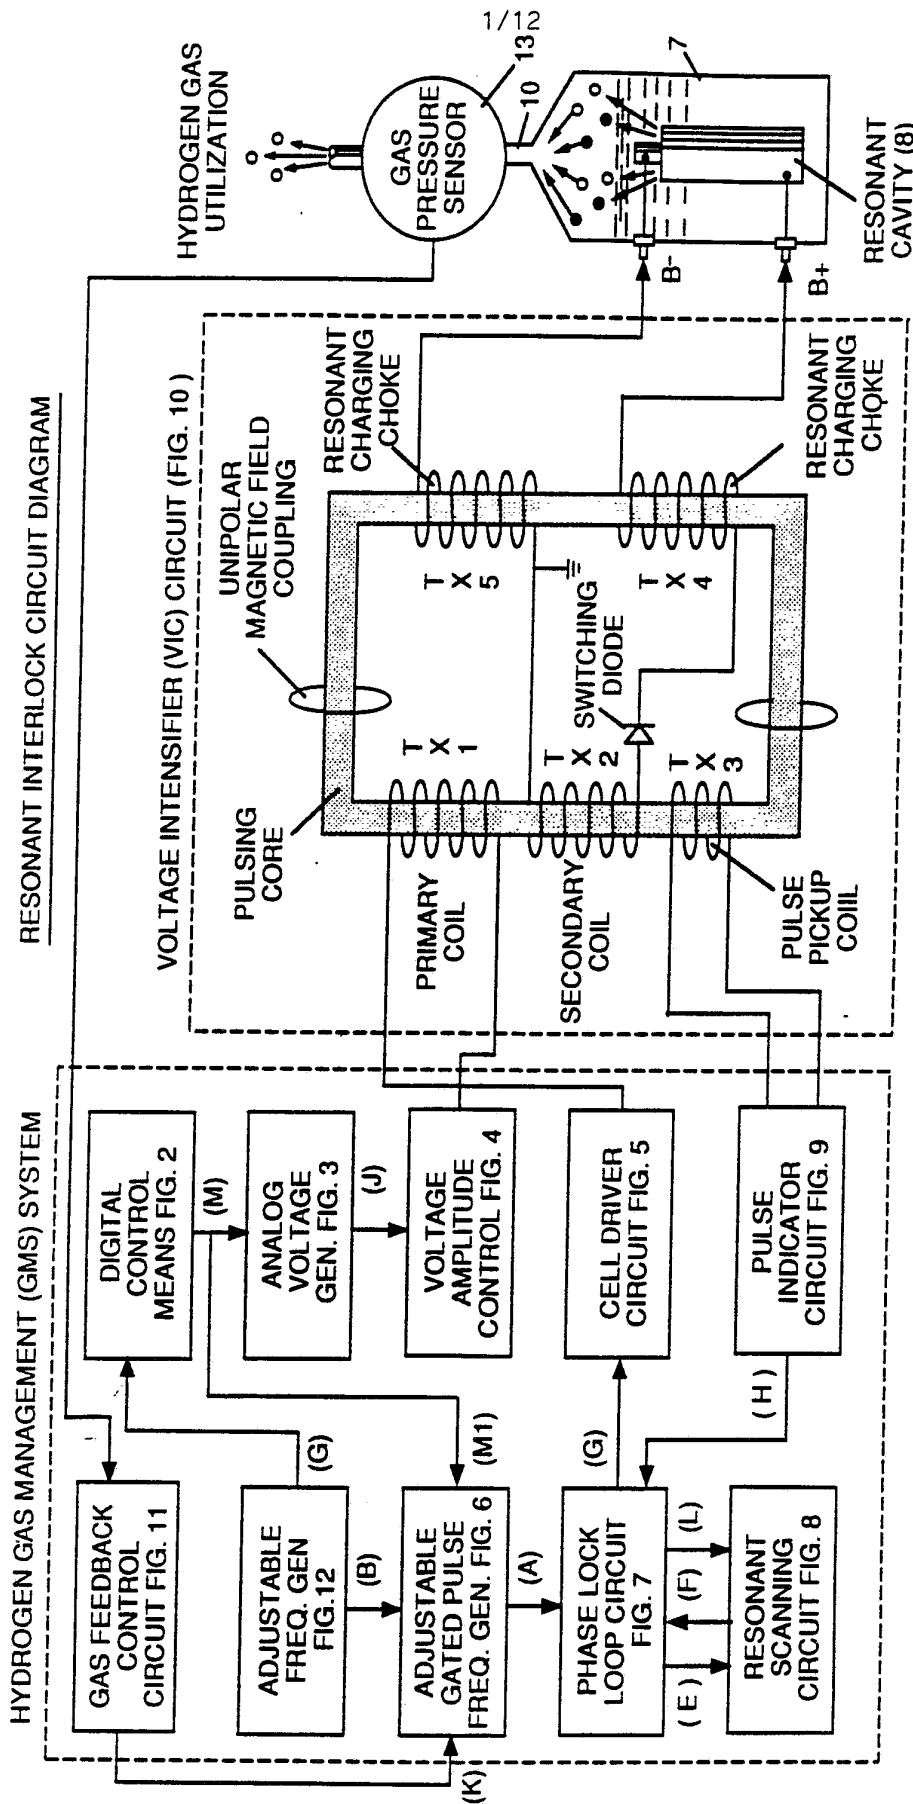 1/12
RESONANT INTERLOCK CIRCUIT DIAGRAM
HYDROGEN GAS MANAGEMENT (GMS) SYSTEM
GAS FEEDBACK
CONTROL
CIRCUIT FIG. 11
(K)
ADJUSTABLE
FREQ. GEN
FIG.12
(G)
(B)
ADJUSTABLE
GATED PULSE
FREQ. GEN. FIG. 6
(M1)
(A)
PHASE LOCK
LOOP CIRCUIT
FIG. 7
(G)
(H)
(E)
(F)
(L)
RESONANT
SCANNING
CIRCUIT FIG. 8
DIGITAL
CONTROL
MEANS FIG. 2
(M)
ANALOG
VOLTAGE
GEN. FIG. 3
(J)
VOLTAGE
AMPLITUDE
CONTROL FIG. 4
CELL DRIVER
CIRCUIT FIG. 5
PULSE
INDICATOR
CIRCUIT FIG. 9
VOLTAGE INTENSIFIER (VIC) CIRCUIT (FIG. 10)
PULSING
CORE
UNIPOLAR
MAGNETIC FIELD
COUPLING
PRIMARY
COIL
T
X
1
SECONDARY
COIL
T
X
2
SWITCHING
DIODE
PULSE
PICKUP
COIIL
T
X
3
RESONANT
CHARGING
CHOKE
T
X
5
T
X
4
RESONANT
CHARGING
CHOKE
HYDROGEN GAS
UTILIZATION
GAS
PRESSURE
SENSOR
13
10
7
B-
B+
RESONANT
CAVITY (8)